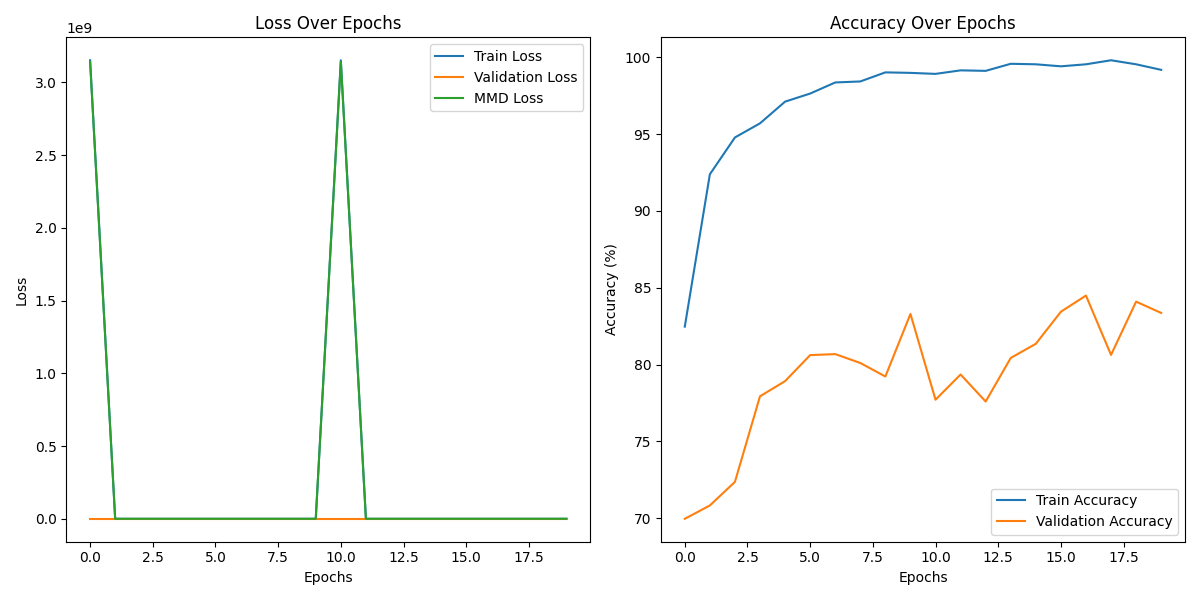 Loss Over Epochs
1e9
Train Loss
Validation Loss
MMD Loss
3.0
2.5
2.0
1.5
1.0
0.5
0.0
Loss
0.0 2.5 5.0 7.5 10.0 12.5 15.0 17.5
Epochs
Accuracy Over Epochs
100
95
90
85
80
75
70
Accuracy (%)
Train Accuracy
Validation Accuracy
0.0 2.5 5.0 7.5 10.0 12.5 15.0 17.5
Epochs